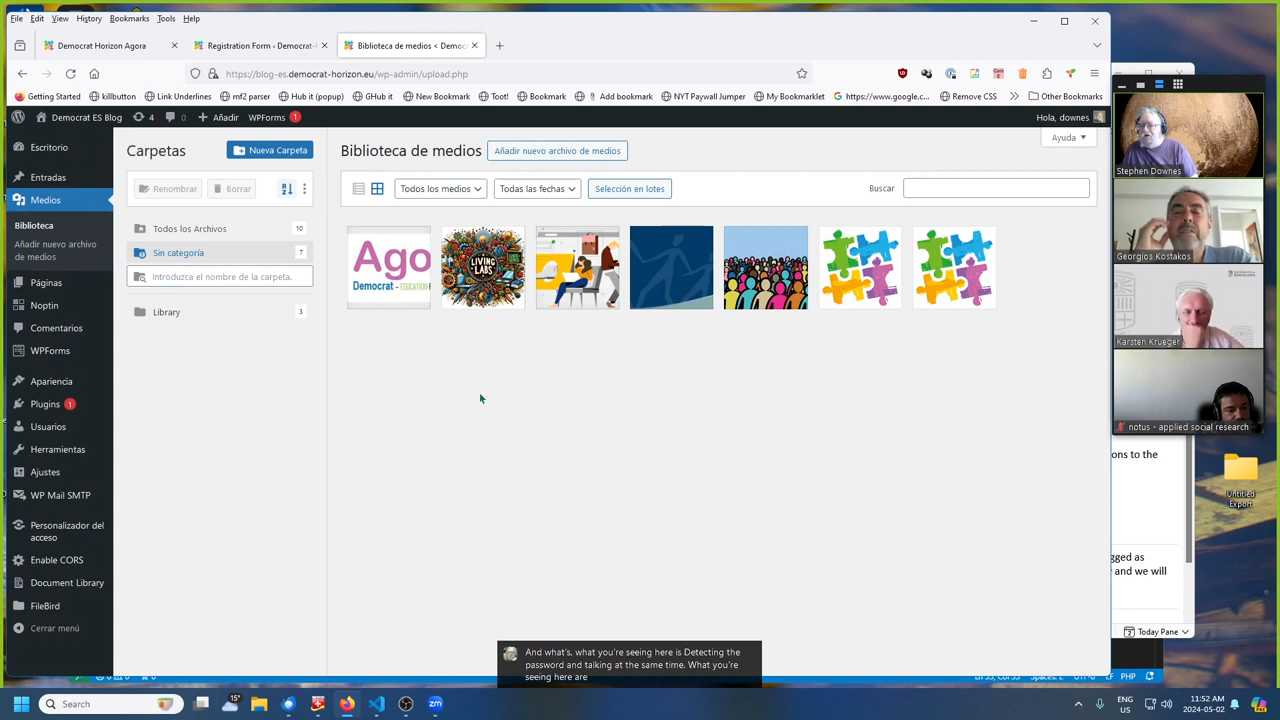 File Edit View History Bookmarks Tools Help
Democrat Horizon Agora
Registration Form ‹ Democrat-H
Biblioteca de medios < Democ
https://blog-es.democrat-horizon.eu/wp-admin/upload.php
Getting Started killbutton Link Underlines mf2 parser Hub it (popup) GHub it Toot! Bookmark Add bookmark NYT Paywall Jumper My Bookmarklet https://www.google.c... Remove CSS Other Bookmarks
Democrat ES Blog 4 0 Añadir WPForms 1 Hola, downes
Escritorio
Entradas
Medios
Biblioteca
Añadir nuevo archivo de
medios
Páginas
Noptin
Comentarios
WPForms
Apariencia
Plugins 1
Usuarios
Herramientas
Ajustes
WP Mail SMTP
Personalizador del
acceso
Enable CORS
Document Library
FileBird
Cerrar menú
Carpetas Nueva Carpeta
Renombrar Borrar
Todos los Archivos 10
Sin categoría 7
introduzca el nombre de la carpeta.
Library 3
Ayuda
Biblioteca de medios Añadir nuevo archivo de medios
Todos los medios Todas las fechas Selección en lotes Buscar
Ago
Democrat -
LIVING
LABS
Stephen Downes
Georgios Kostakos
Karsten Krueger
notus - applied social research
ons to the
gged as
and we will
Today Pane
Untitled
Export
And what's, what you're seeing here is Detecting the
password and talking at the same time. What you're
seeing here are
UTF-8 LF PHP
15°
Search
ENG
US
11:52 AM
2024-05-02